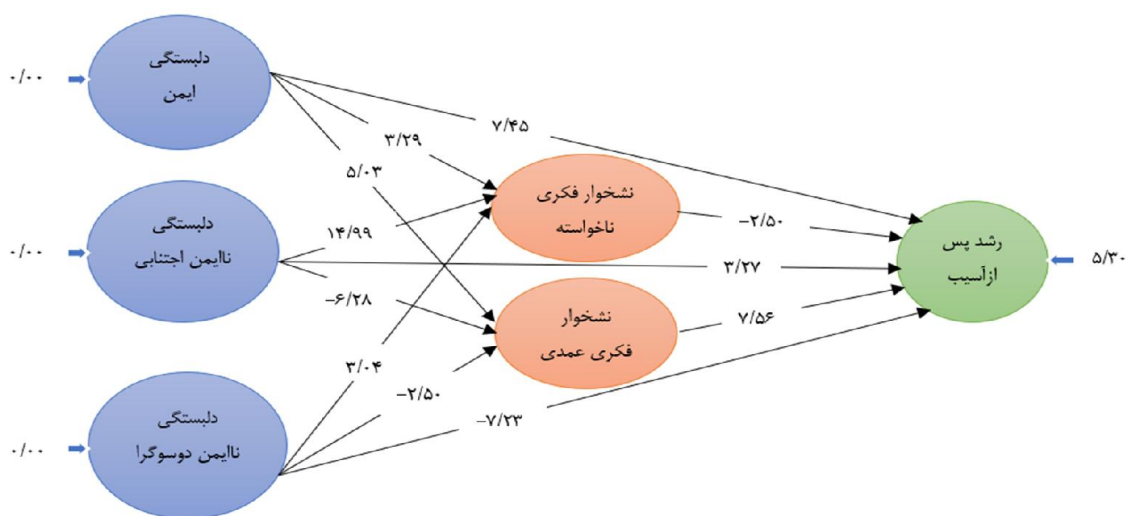 دلبستگی
ایمن
۰/۰۰
۷/۴۵
۳/۲۹
۵/۰۳
نشخوار فکری
ناخواسته
−۲/۵۰
دلبستگی
ناایمن اجتنابی
۰/۰۰
۱۴/۹۹
۳/۲۷
−۶/۲۸
رشد پس
ازآسیب
۵/۳۰
نشخوار
فکری عمدی
۷/۵۶
۳/۰۴
−۲/۵۰
−۷/۲۳
دلبستگی
ناایمن دوسوگرا
۰/۰۰